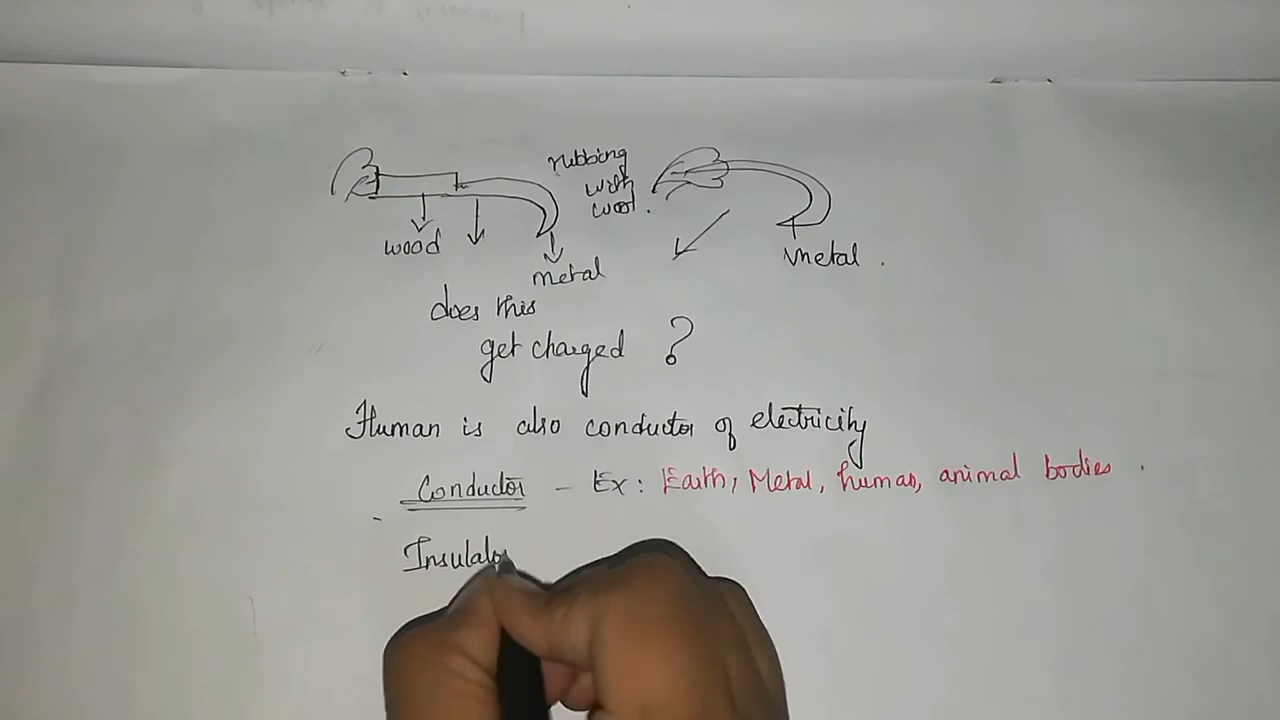 rubbing
with
wool.
wood
metal
metal.
does this
get charged ?
Human is also conductor of electricity
Conductor - Ex: Earth, Metal, human, animal bodies.
Insulato